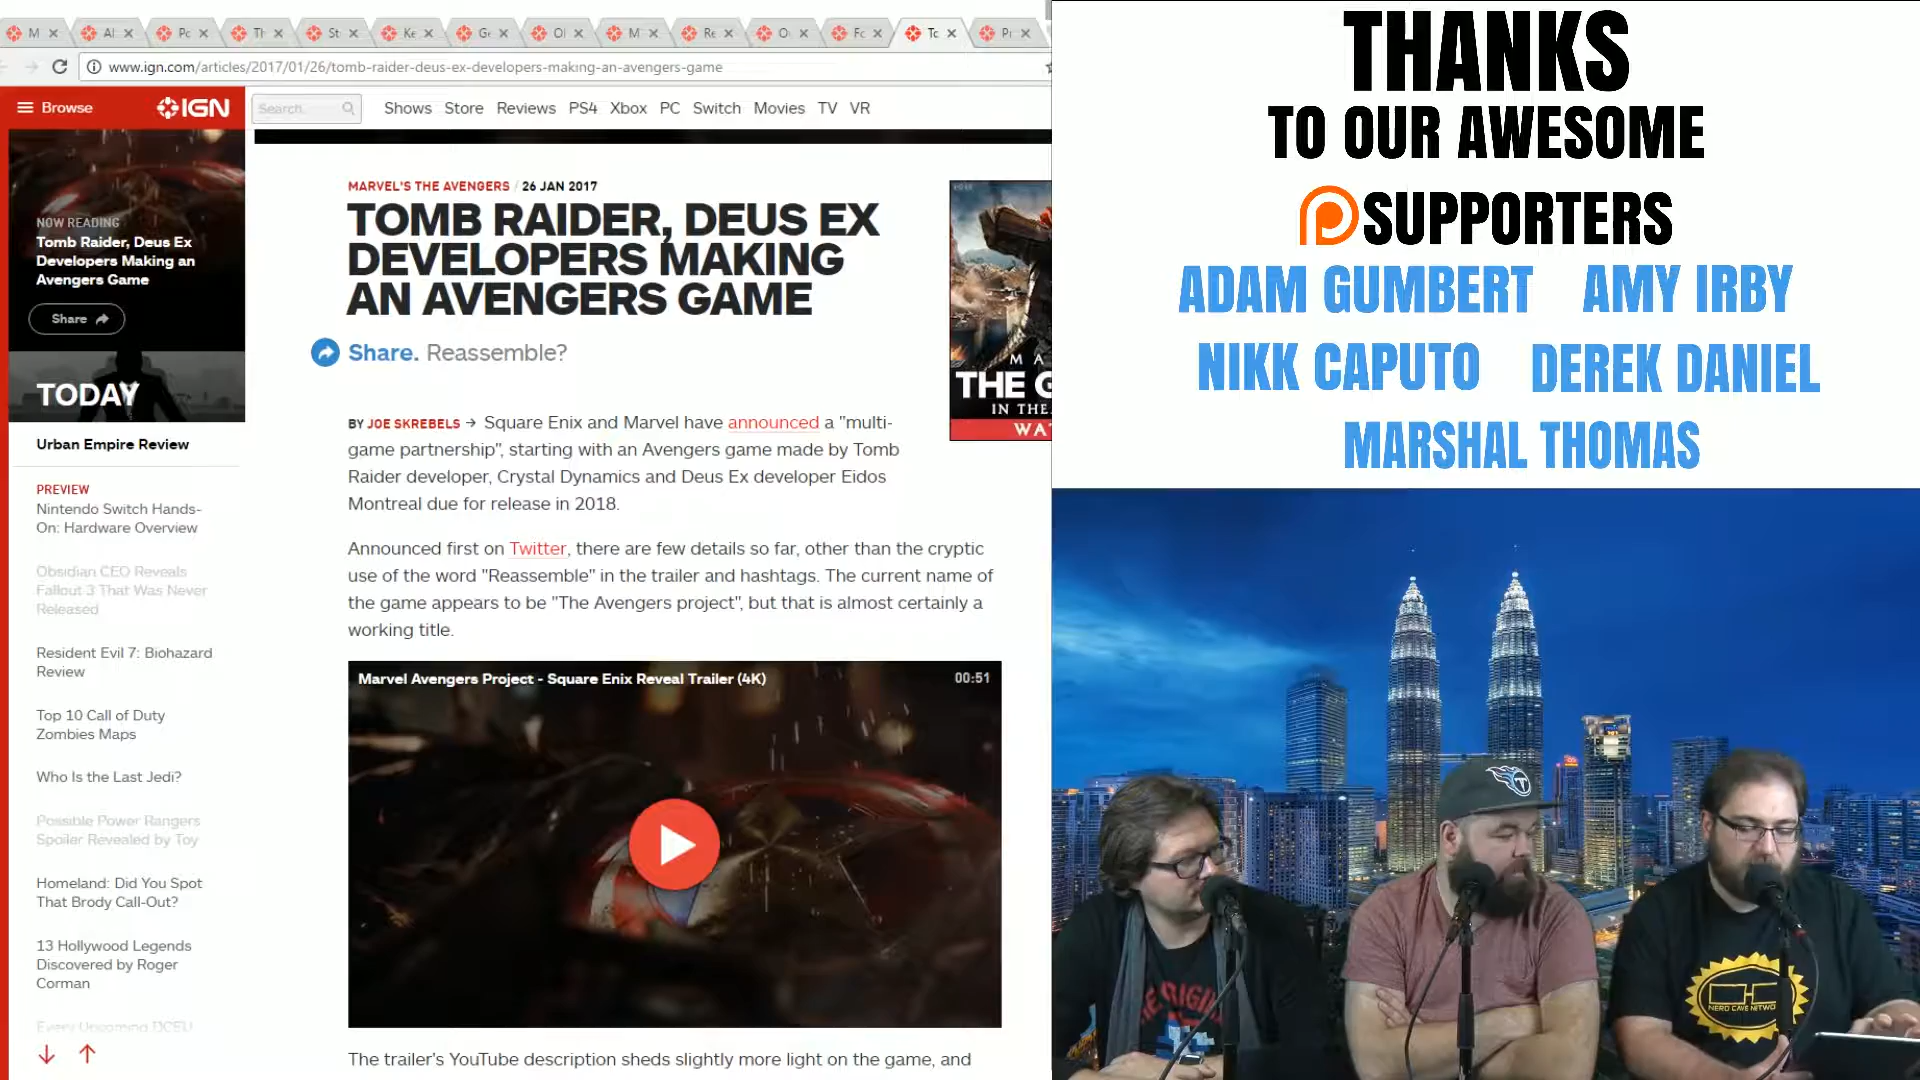 www.ign.com/articles/2017/01/26/tomb-raider-deus-ex-developers-making-an-avengers-game
Browse
IGN
Search
Shows Store Reviews PS4 Xbox PC Switch Movies TV VR
NOW READING
Tomb Raider, Deus Ex
Developers Making an
Avengers Game
Share
TODAY
Urban Empire Review
PREVIEW
Nintendo Switch Hands-
On: Hardware Overview
Obsidian CEO Reveals
Fallout 3 That Was Never
Released
Resident Evil 7: Biohazard
Review
Top 10 Call of Duty
Zombies Maps
Who Is the Last Jedi?
Possible Power Rangers
Spoiler Revealed by Toy
Homeland: Did You Spot
That Brody Call-Out?
13 Hollywood Legends
Discovered by Roger
Corman
Every Upcoming DCEU
MARVEL'S THE AVENGERS / 26 JAN 2017
TOMB RAIDER, DEUS EX
DEVELOPERS MAKING
AN AVENGERS GAME
Share. Reassemble?
BY JOE SKREBELS → Square Enix and Marvel have announced a "multi-
game partnership", starting with an Avengers game made by Tomb
Raider developer, Crystal Dynamics and Deus Ex developer Eidos
Montreal due for release in 2018.
Announced first on Twitter, there are few details so far, other than the cryptic
use of the word "Reassemble" in the trailer and hashtags. The current name of
the game appears to be "The Avengers project", but that is almost certainly a
working title.
Marvel Avengers Project - Square Enix Reveal Trailer (4K)
00:51
The trailer's YouTube description sheds slightly more light on the game, and
MA
THE G
IN THE
WA
THANKS
TO OUR AWESOME
SUPPORTERS
ADAM GUMBERT AMY IRBY
NIKK CAPUTO DEREK DANIEL
MARSHAL THOMAS
NERD CAVE NETWO